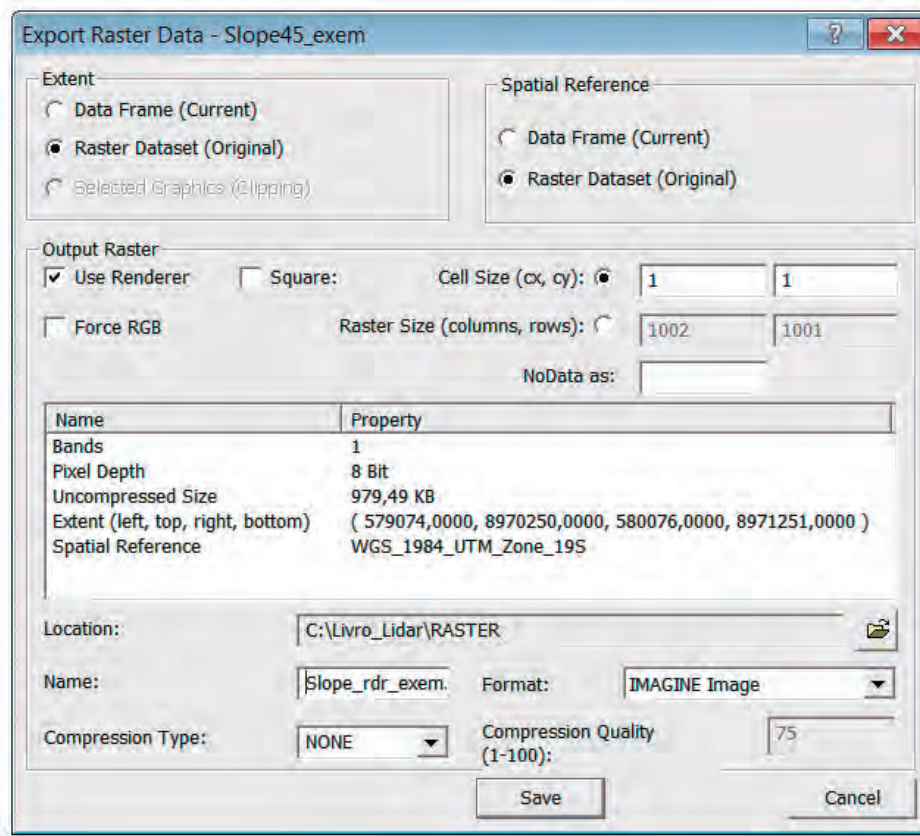 Export Raster Data - Slope45_exem
Extent
Data Frame (Current)
Raster Dataset (Original)
Selected Graphics (Clipping)
Spatial Reference
Data Frame (Current)
Raster Dataset (Original)
Output Raster
Use Renderer
Square:
Cell Size (cx, cy):
1
1
Force RGB
Raster Size (columns, rows):
1002
1001
NoData as:
Name Property
Bands 1
Pixel Depth 8 Bit
Uncompressed Size 979,49 KB
Extent (left, top, right, bottom) ( 579074,0000, 8970250,0000, 580076,0000, 8971251,0000 )
Spatial Reference WGS_1984_UTM_Zone_19S
Location: C:\Livro_Lidar\RASTER
Name: Slope_rdr_exem.
Format: IMAGINE Image
Compression Type: NONE
Compression Quality
(1-100):
75
Save
Cancel